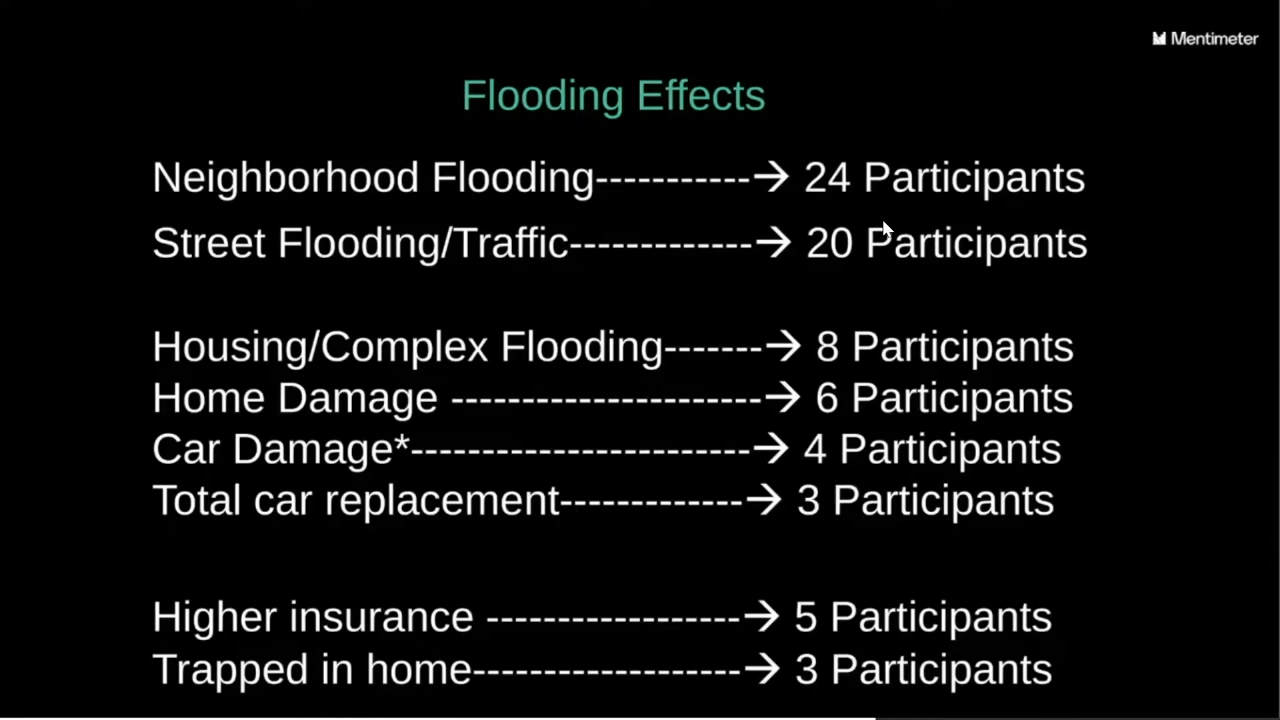 Mentimeter
Flooding Effects
Neighborhood Flooding-----------→ 24 Participants
Street Flooding/Traffic-------------→ 20 Participants
Housing/Complex Flooding-------→ 8 Participants
Home Damage ----------------------→ 6 Participants
Car Damage*------------------------→ 4 Participants
Total car replacement-------------→ 3 Participants
Higher insurance ------------------→ 5 Participants
Trapped in home-------------------→ 3 Participants